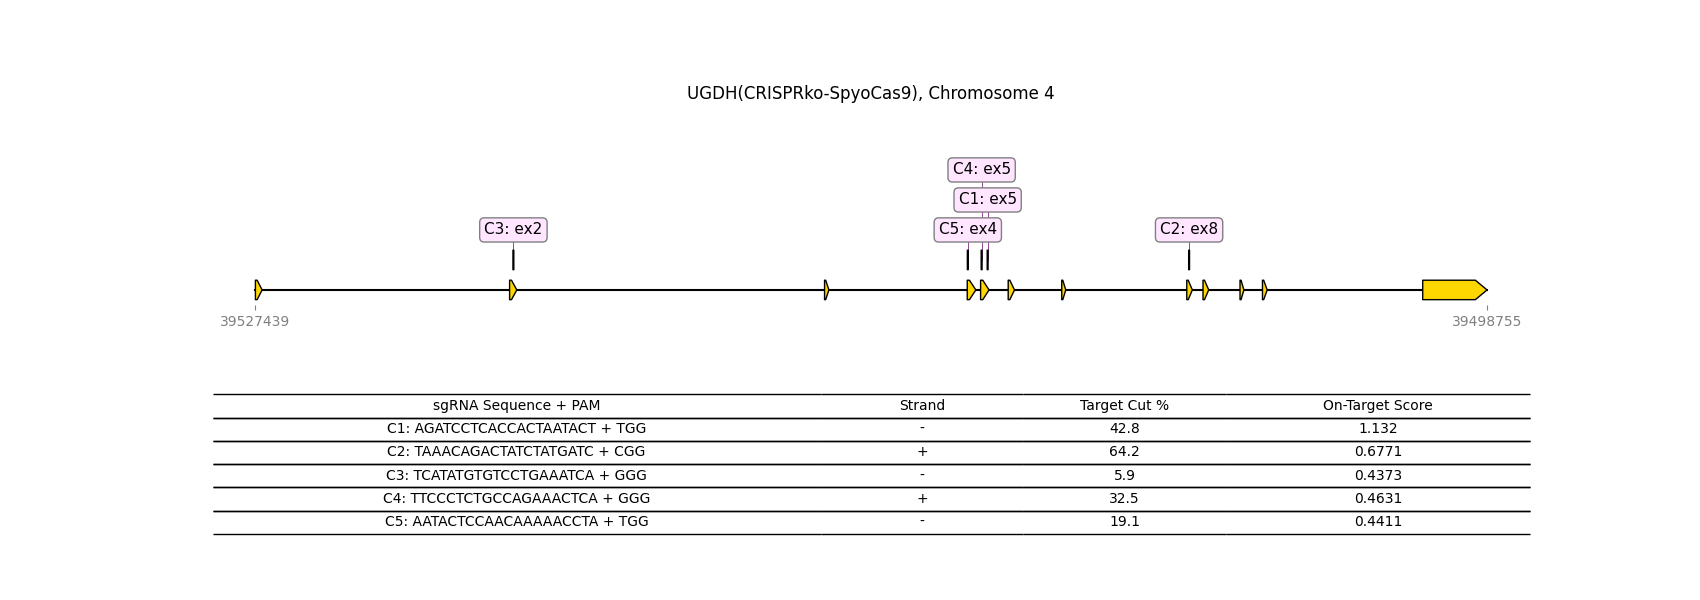 UGDH(CRISPRko-SpyoCas9), Chromosome 4
C4: ex5
C1: ex5
C3: ex2
C5: ex4
C2: ex8
39527439
39498755
sgRNA Sequence + PAM Strand Target Cut % On-Target Score
C1: AGATCCTCACCACTAATACT + TGG - 42.8 1.132
C2: TAAACAGACTATCTATGATC + CGG + 64.2 0.6771
C3: TCATATGTGTCCTGAAATCA + GGG - 5.9 0.4373
C4: TTCCCTCTGCCAGAAACTCA + GGG + 32.5 0.4631
C5: AATACTCCAACAAAAACCTA + TGG - 19.1 0.4411